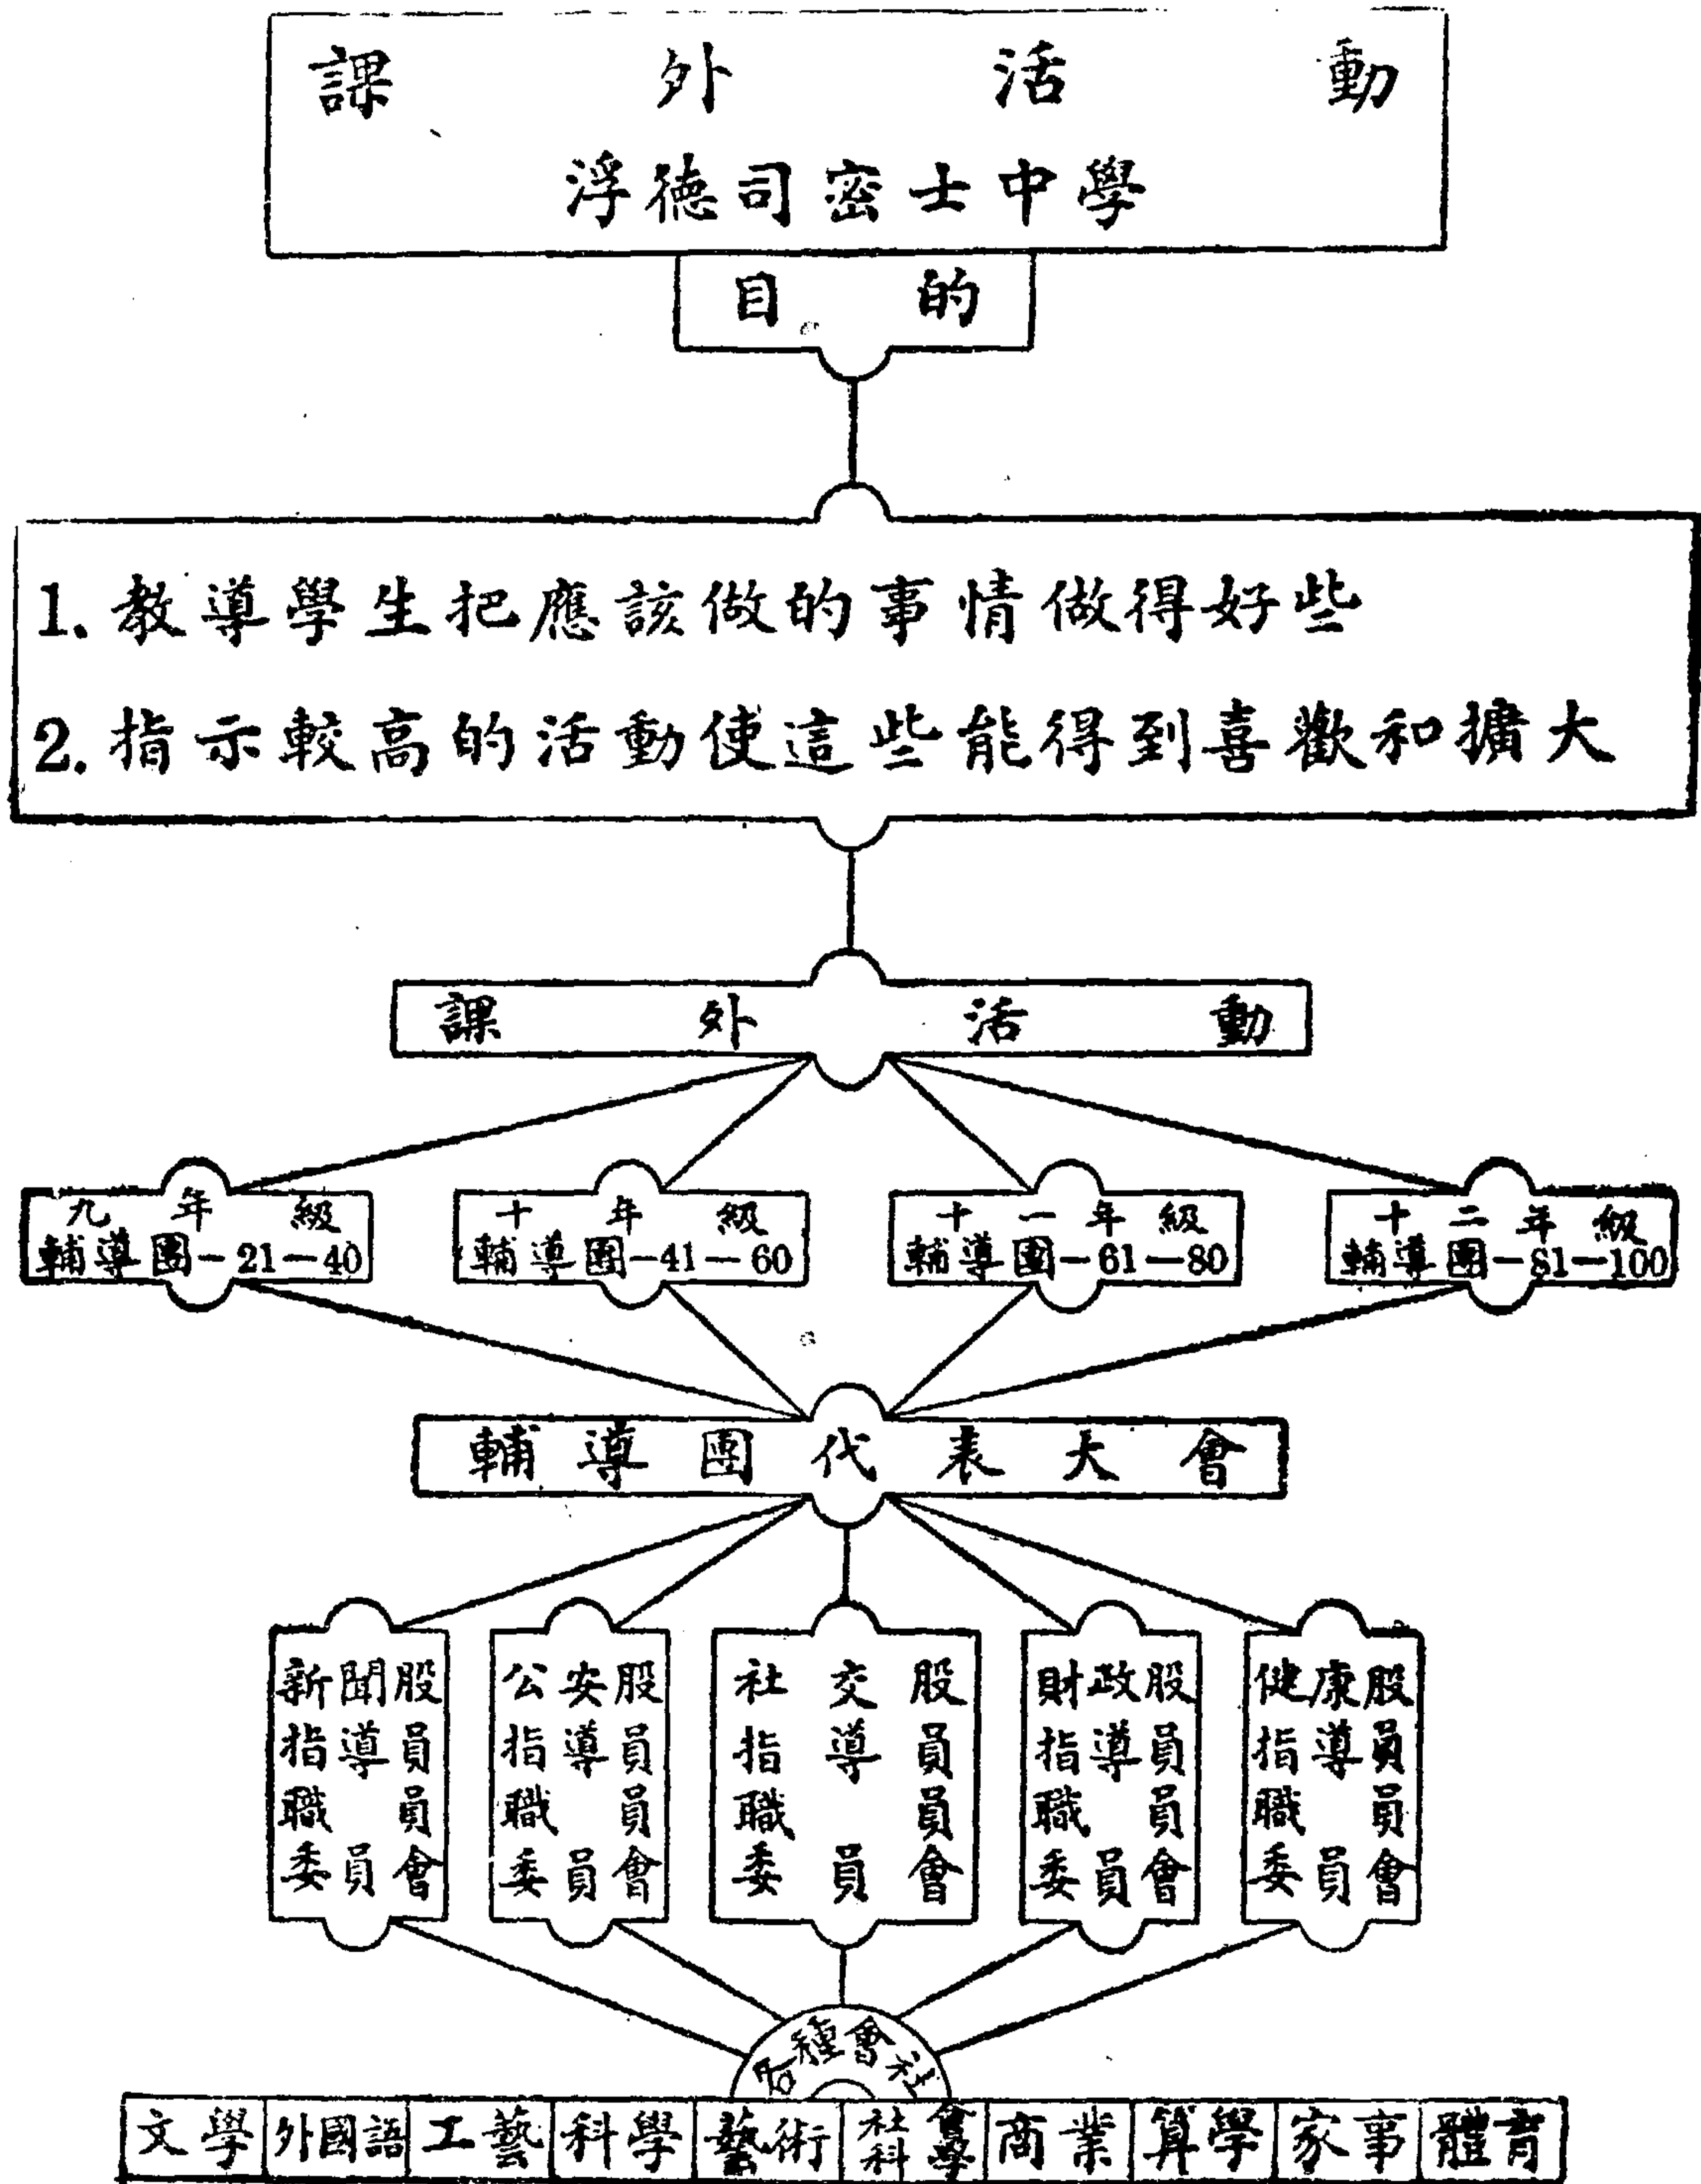 課外活動
浮德司密士中學
目的
1. 教導學生把應該做的事情做得好些
2. 指示較高的活動使這些能得到喜歡和擴大
課外活動
九年級
輔導團-21-40
十年級
輔導團-41-60
十一年級
輔導團-61-80
十二年級
輔導團-81-100
輔導團代表大會
新聞股
指導員
職員
委員會
公安股
指導員
職員
委員會
社交股
指導員
職員
委員會
財政股
指導員
職員
委員會
健康股
指導員
職員
委員會
各種會社
文學
外國語
工藝
科學
藝術
社會科學
商業
算學
家事
體育